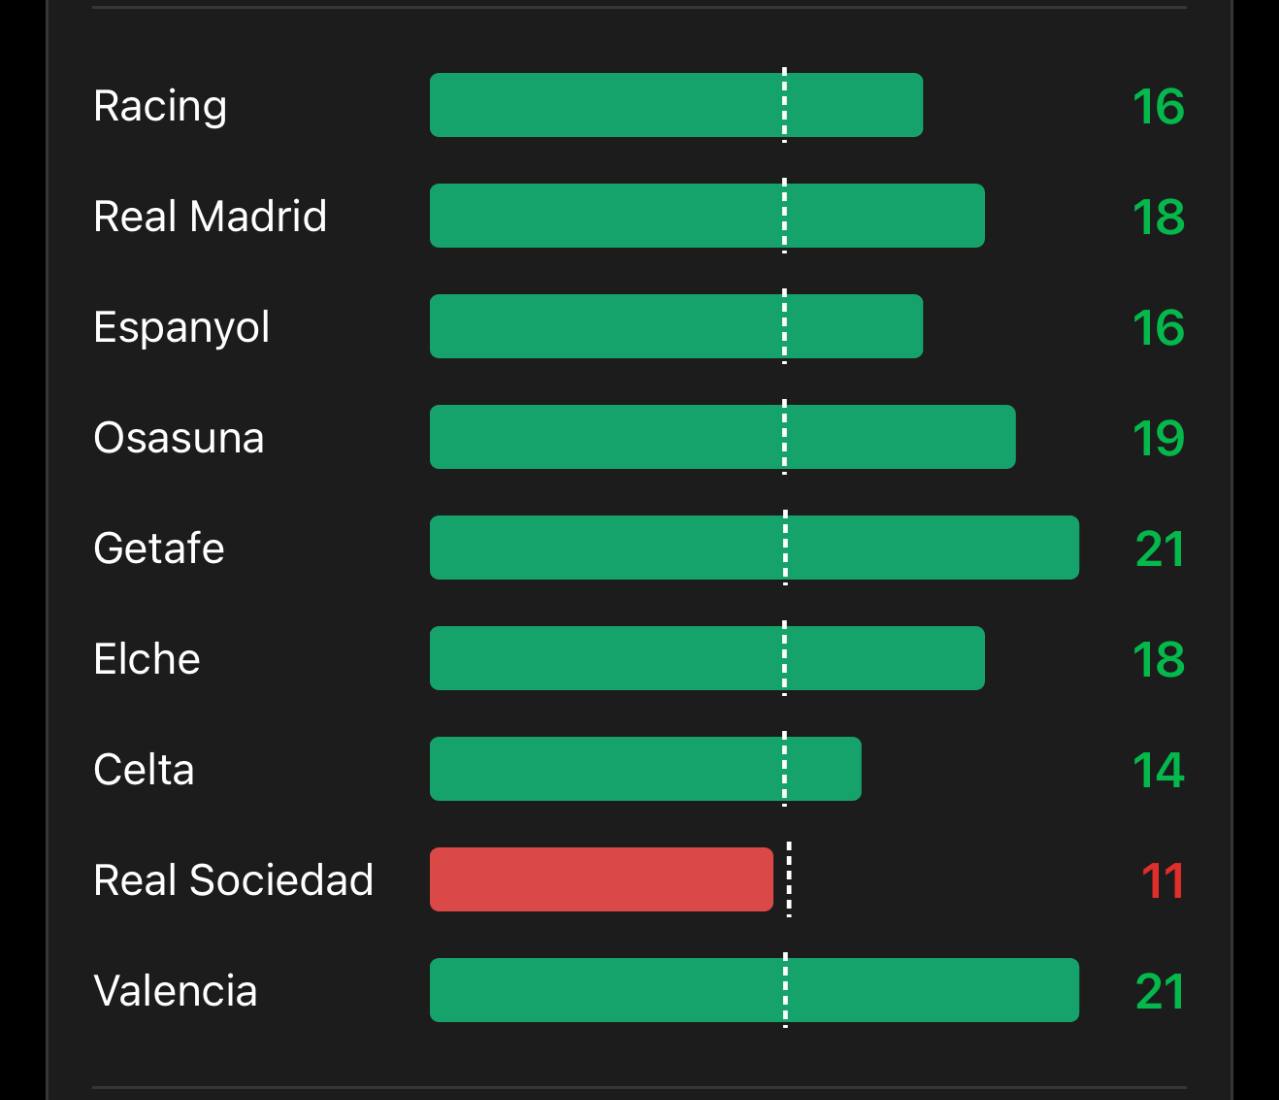 Racing 16
Real Madrid 18
Espanyol 16
Osasuna 19
Getafe 21
Elche 18
Celta 14
Real Sociedad 11
Valencia 21